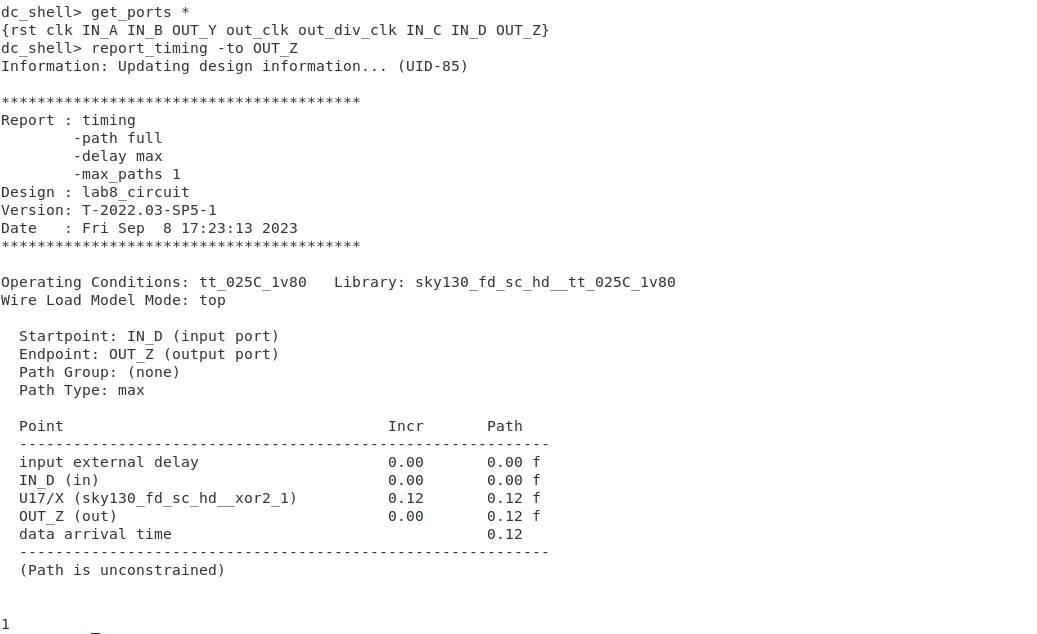 dc_shell> get_ports *
{rst clk IN_A IN_B OUT_Y out_clk out_div_clk IN_C IN_D OUT_Z}
dc_shell> report_timing -to OUT_Z
Information: Updating design information... (UID-85)

****************************************
Report : timing
        -path full
        -delay max
        -max_paths 1
Design : lab8_circuit
Version: T-2022.03-SP5-1
Date   : Fri Sep  8 17:23:13 2023
****************************************

Operating Conditions: tt_025C_1v80   Library: sky130_fd_sc_hd__tt_025C_1v80
Wire Load Model Mode: top

  Startpoint: IN_D (input port)
  Endpoint: OUT_Z (output port)
  Path Group: (none)
  Path Type: max

  Point                                    Incr       Path
  -----------------------------------------------------------
  input external delay                     0.00       0.00 f
  IN_D (in)                                0.00       0.00 f
  U17/X (sky130_fd_sc_hd__xor2_1)          0.12       0.12 f
  OUT_Z (out)                              0.00       0.12 f
  data arrival time                                   0.12
  -----------------------------------------------------------
  (Path is unconstrained)


1         _